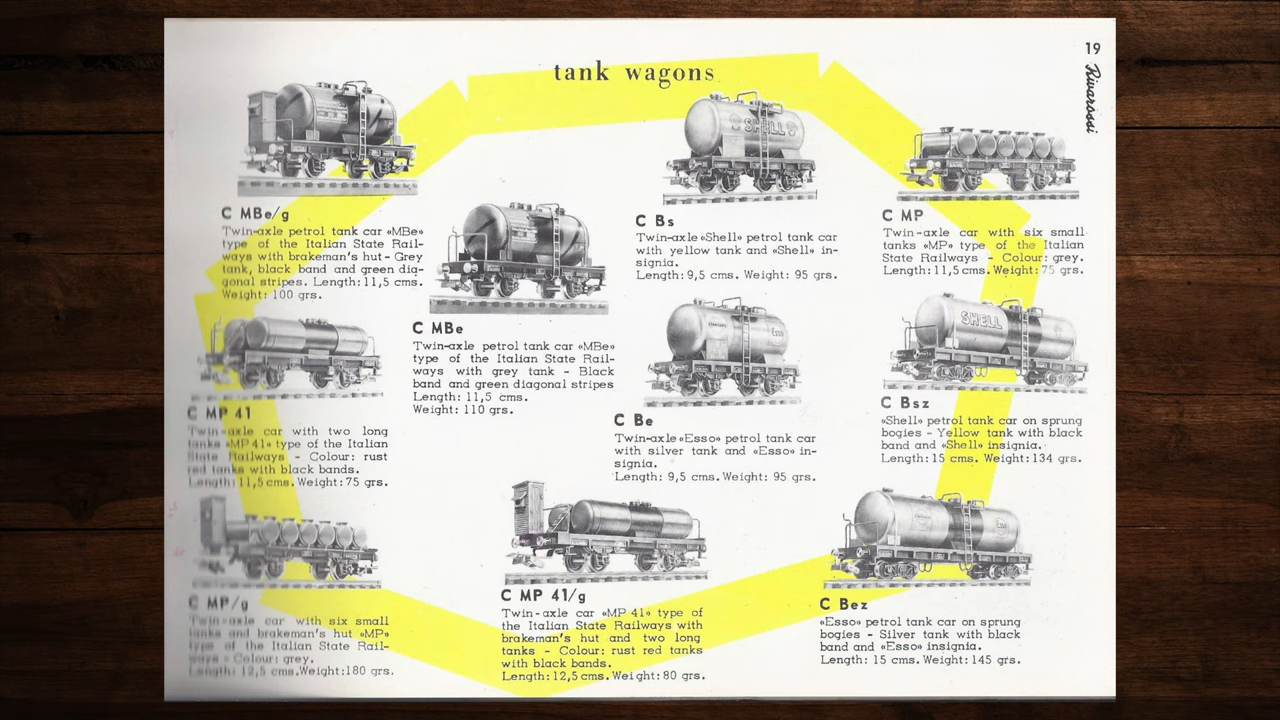 19
Rivarossi
tank wagons
C MBe/g
Twin-axle petrol tank car «MBe»
type of the Italian State Rail-
ways with brakeman's hut - Grey
tank, black band and green dia-
gonal stripes. Length: 11,5 cms.
Weight: 100 grs.
C MBe
Twin-axle petrol tank car «MBe»
type of the Italian State Rail-
ways with grey tank - Black
band and green diagonal stripes
Length: 11,5 cms.
Weight: 110 grs.
SHELL
C Bs
Twin-axle «Shell» petrol tank car
with yellow tank and «Shell» in-
signia.
Length: 9,5 cms. Weight: 95 grs.
C MP
Twin-axle car with six small
tanks «MP» type of the Italian
State Railways - Colour: grey.
Length: 11,5 cms. Weight: 75 grs.
C MP 41
Twin-axle car with two long
tanks «MP 41» type of the Italian
State Railways - Colour: rust
red tanks with black bands.
Length: 11,5 cms. Weight: 75 grs.
STANDARD
Esso
C Be
Twin-axle «Esso» petrol tank car
with silver tank and «Esso» in-
signia.
Length: 9,5 cms. Weight: 95 grs.
SHELL
C Bsz
«Shell» petrol tank car on sprung
bogies - Yellow tank with black
band and «Shell» insignia.
Length: 15 cms. Weight: 134 grs.
C MP/g
Twin-axle car with six small
tanks and brakeman's hut «MP»
type of the Italian State Rail-
ways - Colour: grey.
Length: 12,5 cms. Weight: 180 grs.
C MP 41/g
Twin-axle car «MP 41» type of
the Italian State Railways with
brakeman's hut and two long
tanks - Colour: rust red tanks
with black bands.
Length: 12,5 cms. Weight: 80 grs.
Esso
C Bez
«Esso» petrol tank car on sprung
bogies - Silver tank with black
band and «Esso» insignia.
Length: 15 cms. Weight: 145 grs.